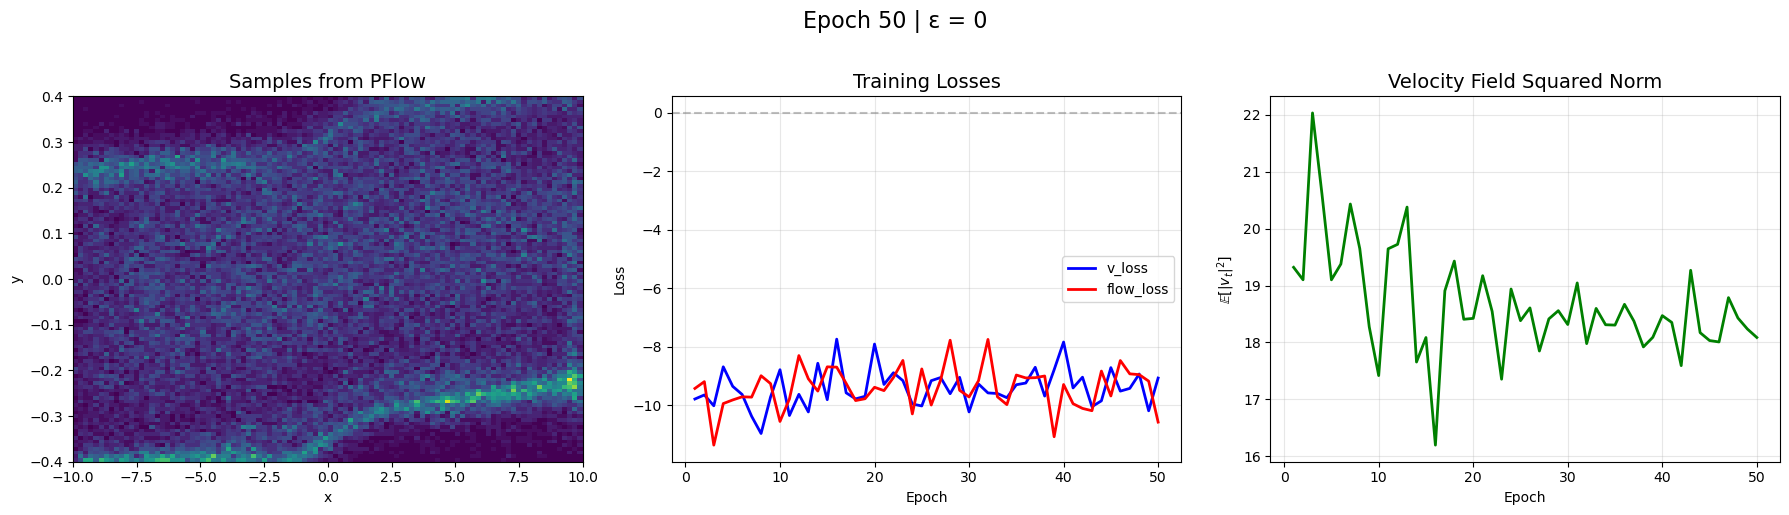 Epoch 50 | ε = 0
Samples from PFlow
0.4
0.3
0.2
0.1
0.0
−0.1
−0.2
−0.3
−0.4
y
−10.0 −7.5 −5.0 −2.5 0.0 2.5 5.0 7.5 10.0
x
Training Losses
0
−2
−4
−6
−8
−10
Loss
v_loss
flow_loss
0 10 20 30 40 50
Epoch
Velocity Field Squared Norm
22
21
20
19
18
17
16
𝔼[|v_t|²]
0 10 20 30 40 50
Epoch